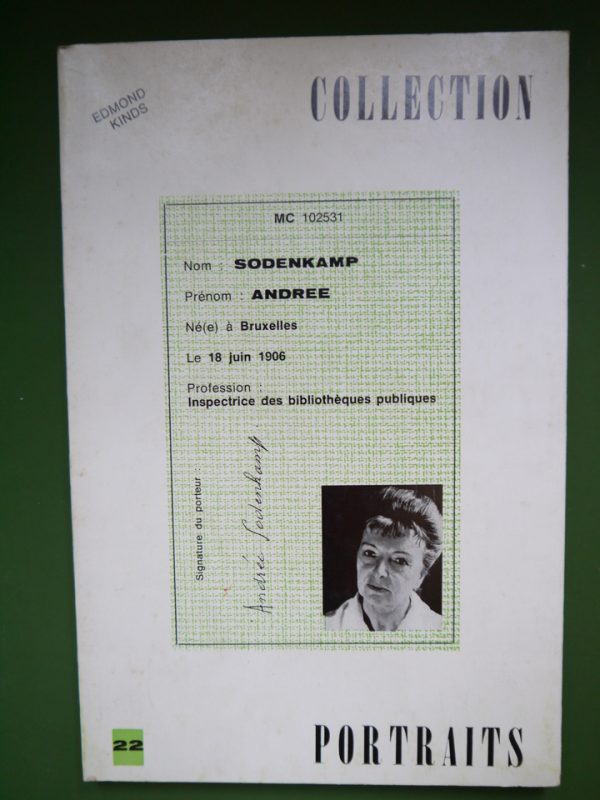 EDMOND
KINDS
COLLECTION
MC 102531
Nom : SODENKAMP
Prénom : ANDREE
Né(e) à Bruxelles
Le 18 juin 1906
Profession :
Inspectrice des bibliothèques publiques
Signature du porteur :
Andrée Sodenkamp.
22
PORTRAITS